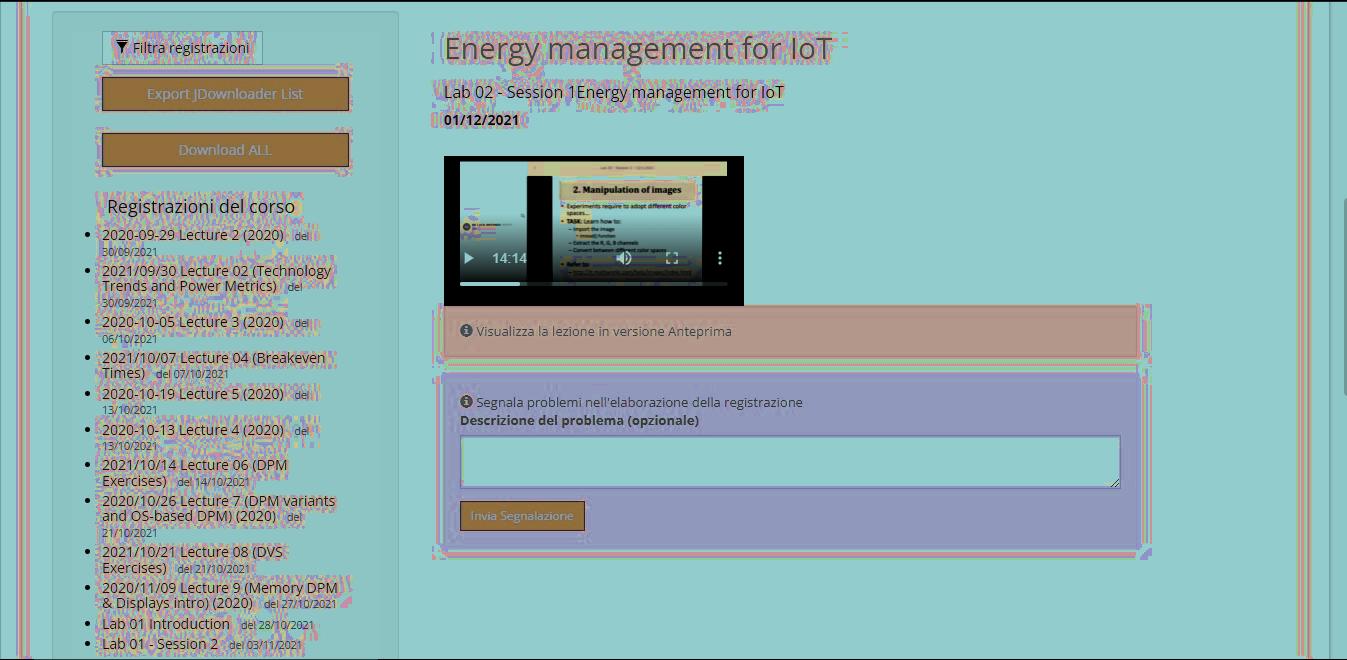 Filtra registrazioni
Export JDownloader List
Download ALL
Registrazioni del corso
2020-09-29 Lecture 2 (2020) del
30/09/2021
2021/09/30 Lecture 02 (Technology
Trends and Power Metrics) del
30/09/2021
2020-10-05 Lecture 3 (2020) del
06/10/2021
2021/10/07 Lecture 04 (Breakeven
Times) del 07/10/2021
2020-10-19 Lecture 5 (2020) del
13/10/2021
2020-10-13 Lecture 4 (2020) del
13/10/2021
2021/10/14 Lecture 06 (DPM
Exercises) del 14/10/2021
2020/10/26 Lecture 7 (DPM variants
and OS-based DPM) (2020) del
21/10/2021
2021/10/21 Lecture 08 (DVS
Exercises) del 21/10/2021
2020/11/09 Lecture 9 (Memory DPM
& Displays intro) (2020) del 27/10/2021
Lab 01 Introduction del 28/10/2021
Lab 01 - Session 2 del 03/11/2021
Energy management for IoT
Lab 02 - Session 1Energy management for IoT
01/12/2021
2. Manipulation of images
Experiments require to adopt different color
spaces...
TASK: Learn how to:
– Import the image
– Extract the R, G, B channels
– Convert between different color spaces
14:14
Refer to:
Visualizza la lezione in versione Anteprima
Segnala problemi nell'elaborazione della registrazione
Descrizione del problema (opzionale)
Invia Segnalazione